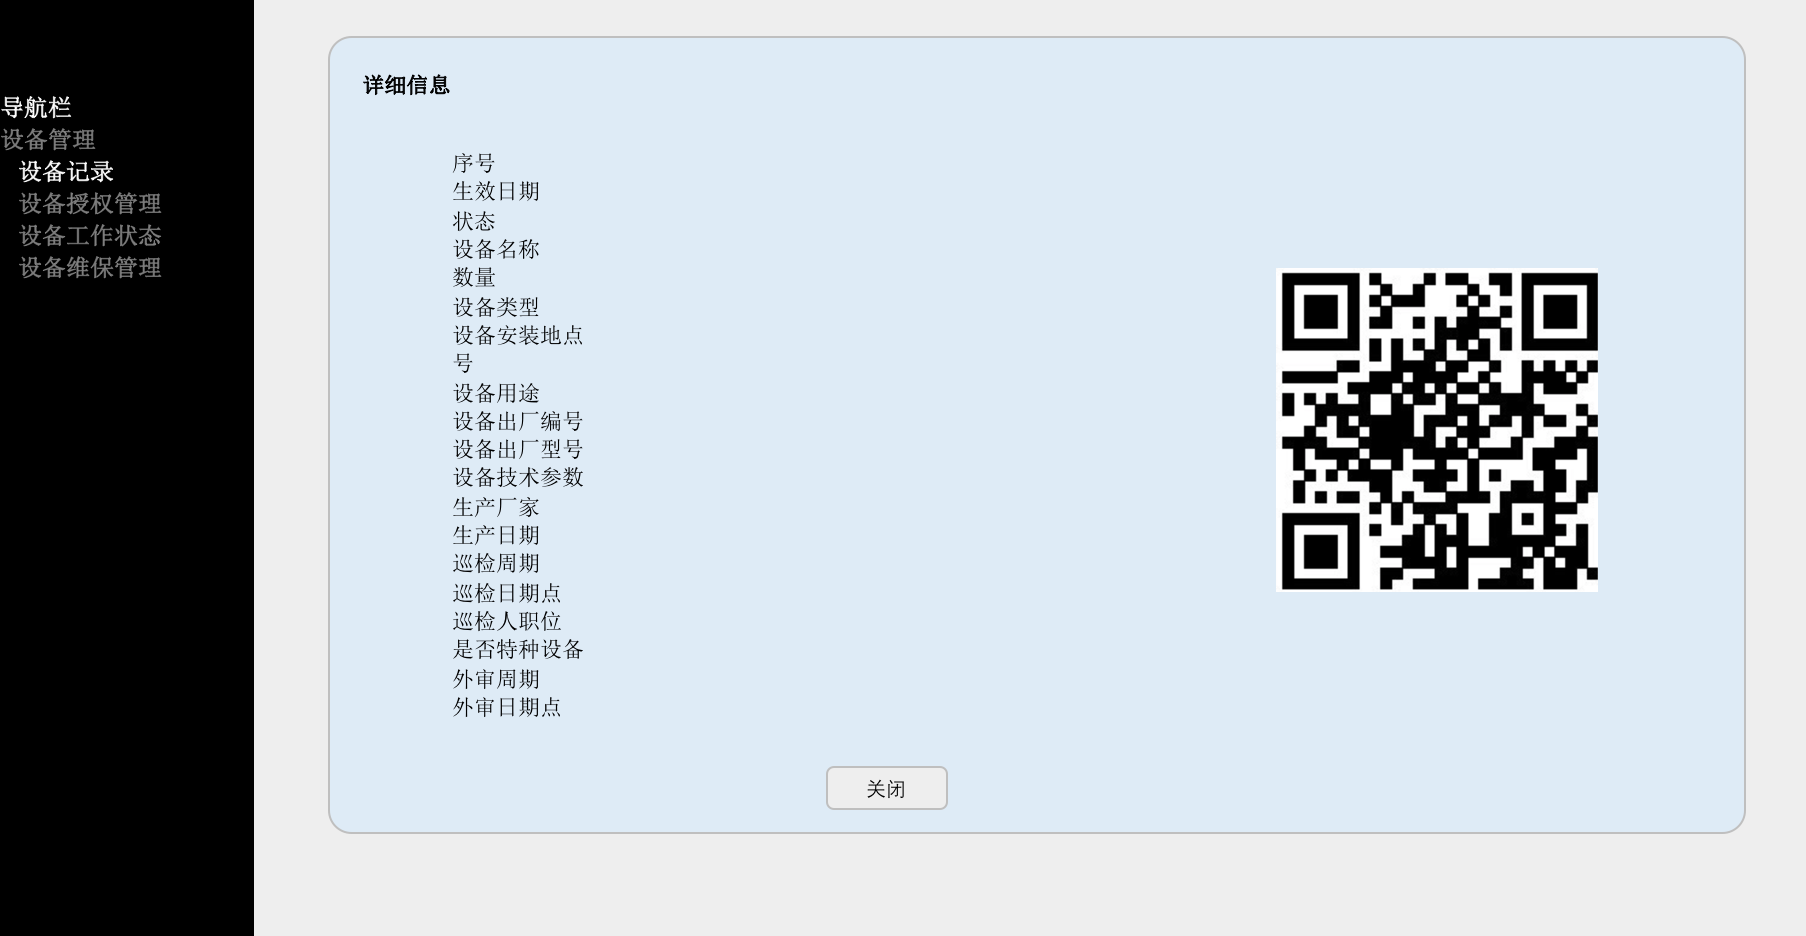 导航栏
设备管理
设备记录
设备授权管理
设备工作状态
设备维保管理
详细信息
序号
生效日期
状态
设备名称
数量
设备类型
设备安装地点
号
设备用途
设备出厂编号
设备出厂型号
设备技术参数
生产厂家
生产日期
巡检周期
巡检日期点
巡检人职位
是否特种设备
外审周期
外审日期点
关闭